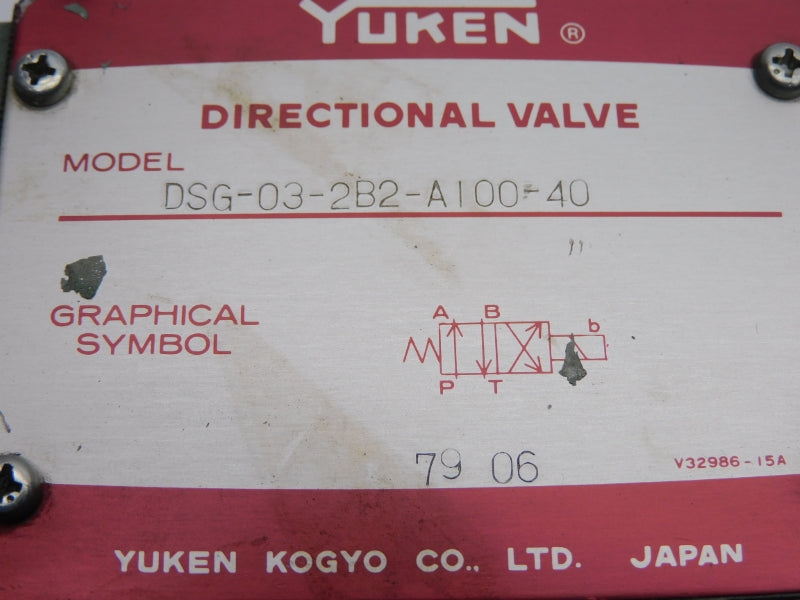 YUKEN ®
DIRECTIONAL VALVE
MODEL
DSG-03-2B2-A100-40
"
GRAPHICAL
SYMBOL
A B
b
P T
79 06
V32986-15A
YUKEN KOGYO CO., LTD. JAPAN